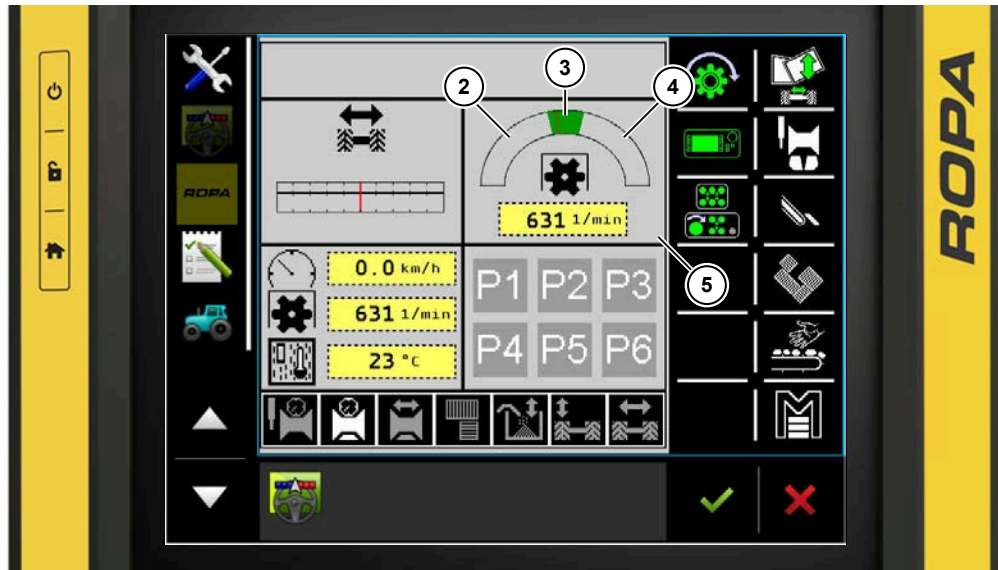 2
3
4
ROPA
631 1/min
5
0.0 km/h
631 1/min
23 °C
P1 P2 P3
P4 P5 P6
ROPA